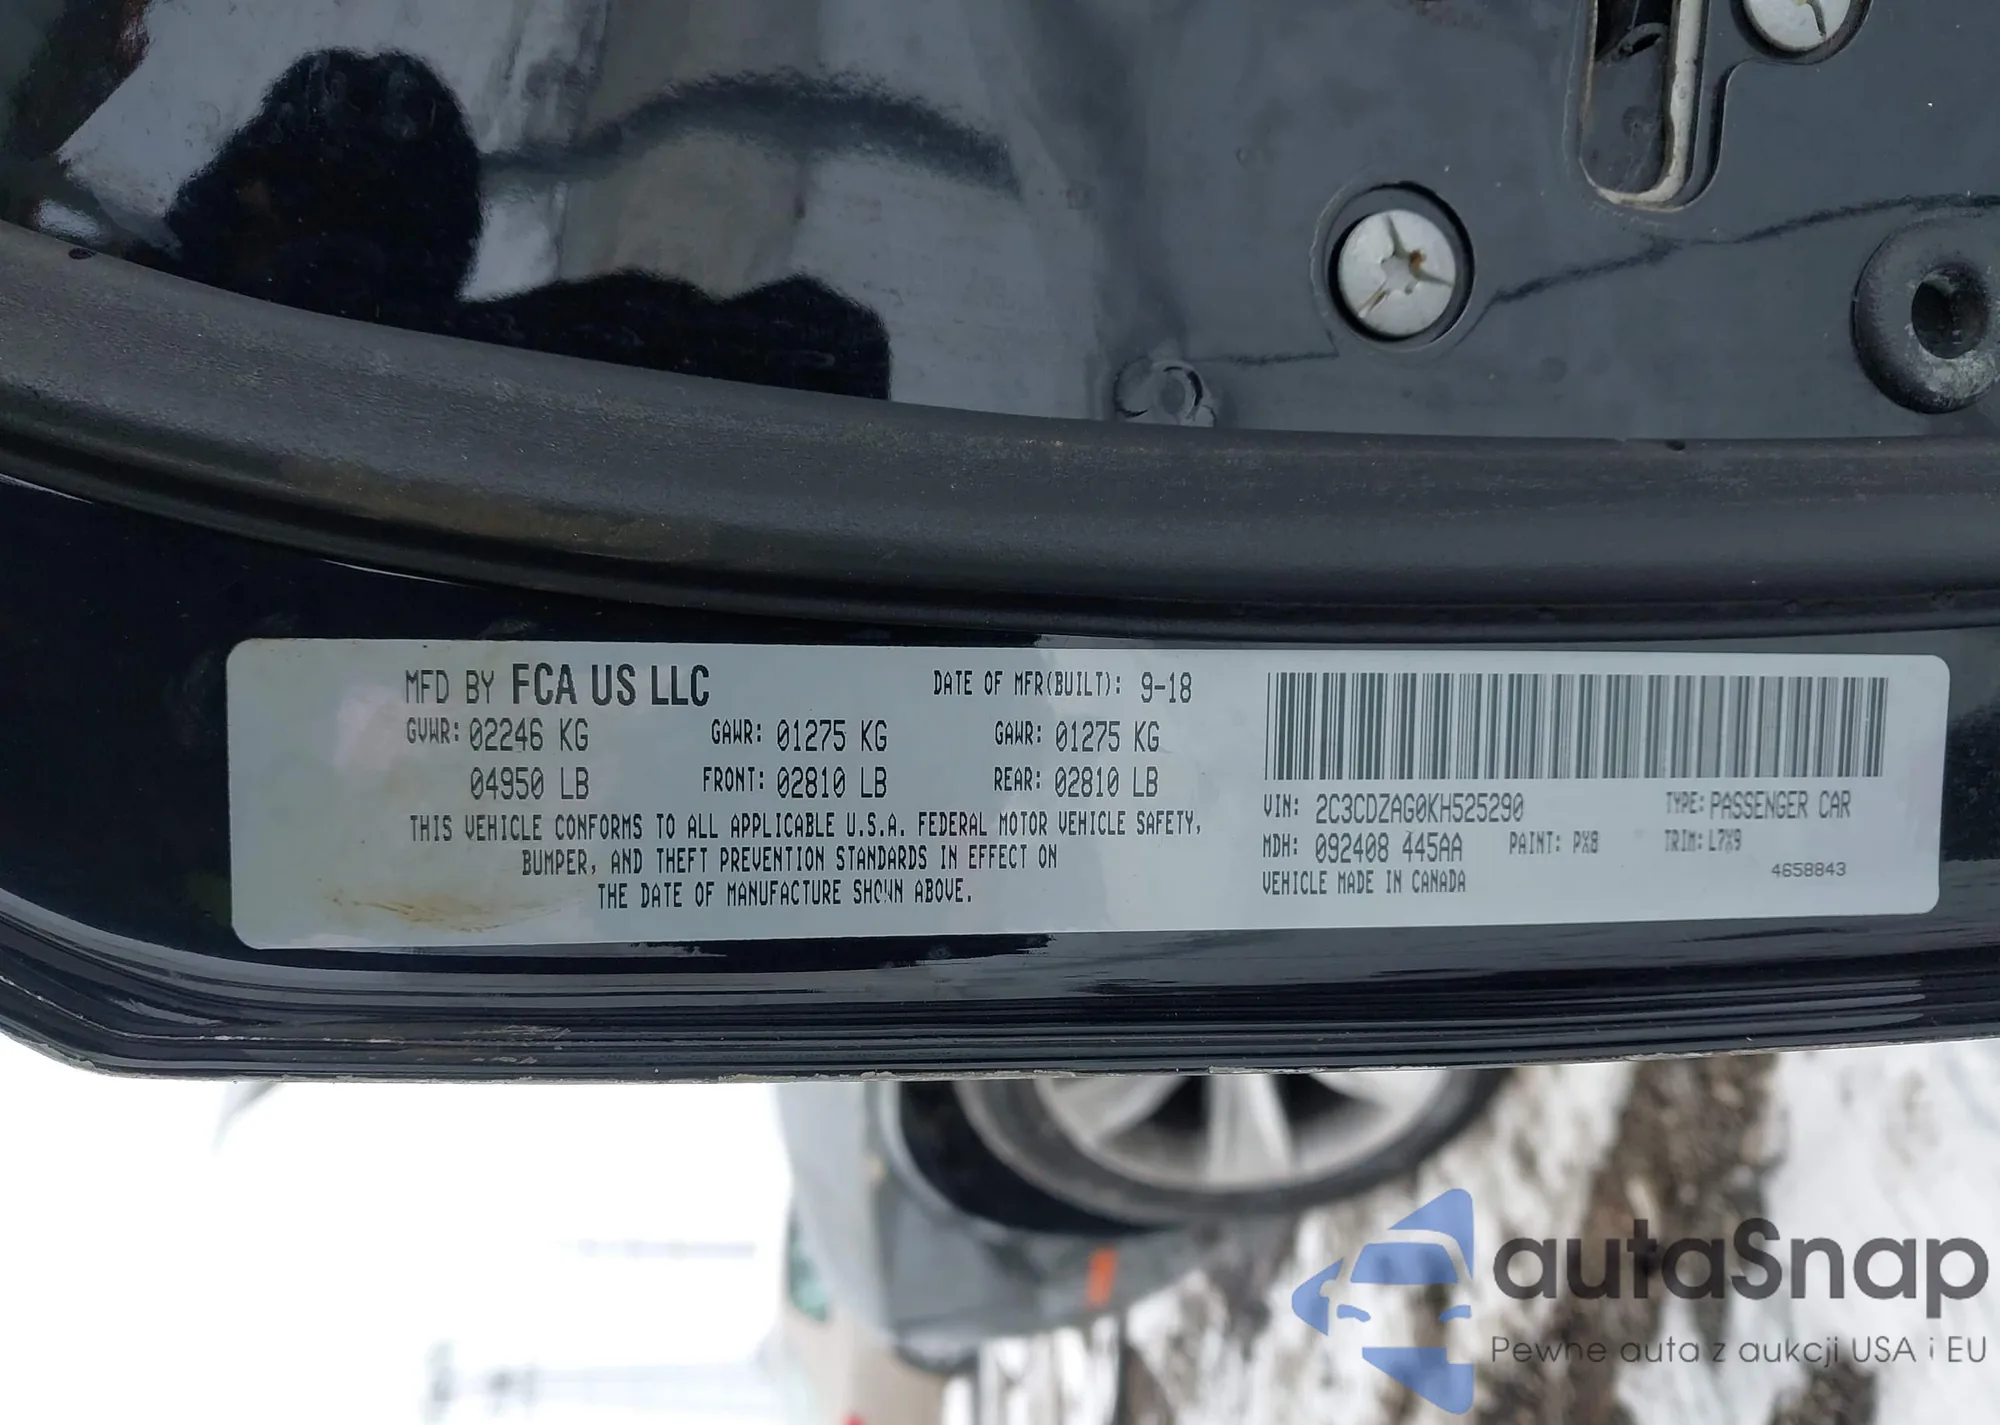 MFD BY FCA US LLC DATE OF MFR(BUILT): 9-18
GVWR: 02246 KG GAWR: 01275 KG GAWR: 01275 KG
04950 LB FRONT: 02810 LB REAR: 02810 LB
THIS VEHICLE CONFORMS TO ALL APPLICABLE U.S.A. FEDERAL MOTOR VEHICLE SAFETY,
BUMPER, AND THEFT PREVENTION STANDARDS IN EFFECT ON
THE DATE OF MANUFACTURE SHOWN ABOVE.
VIN: 2C3CDZAG0KH525290 TYPE: PASSENGER CAR
MDH: 092408 445AA PAINT: PX8 TRIM: L7X9
VEHICLE MADE IN CANADA 4658843
autaSnap
Pewne auta z aukcji USA i EU